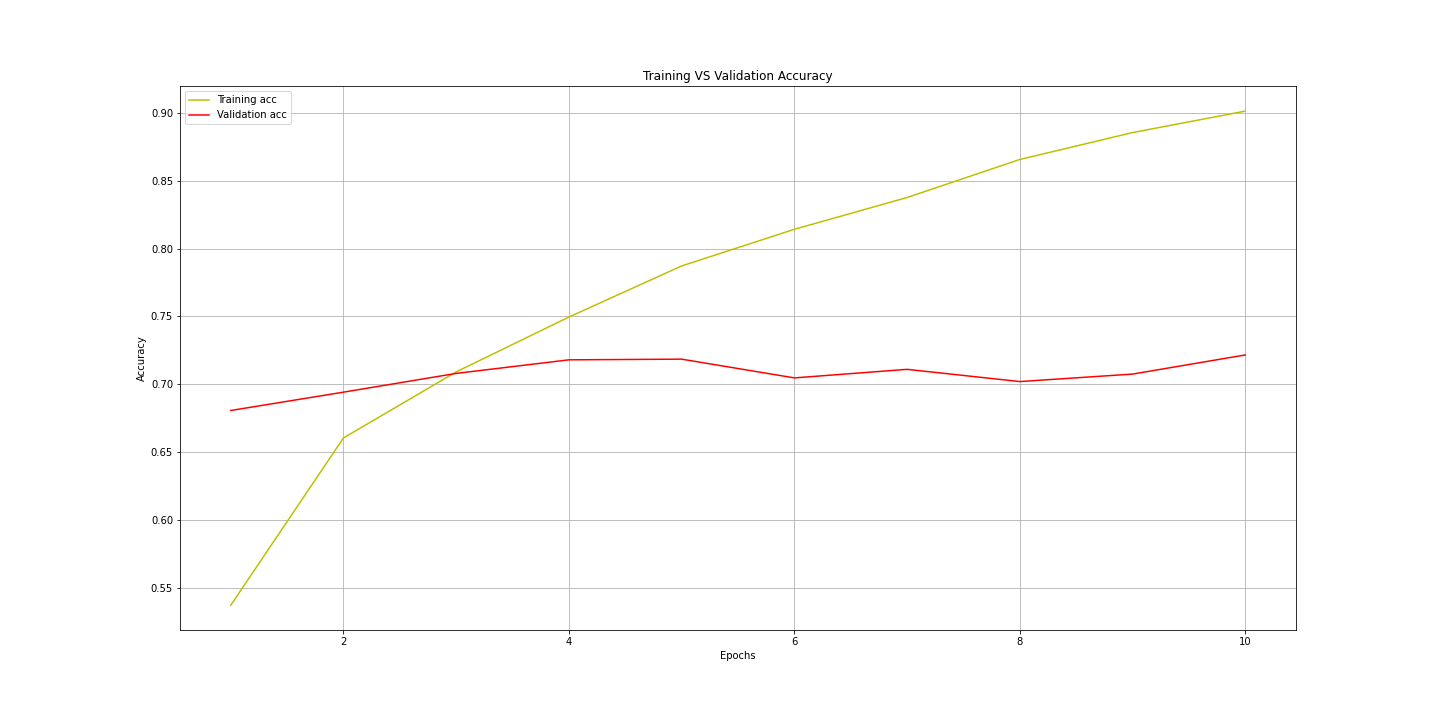 Training VS Validation Accuracy
Training acc
Validation acc
0.90
0.85
0.80
0.75
0.70
0.65
0.60
0.55
Accuracy
2 4 6 8 10
Epochs